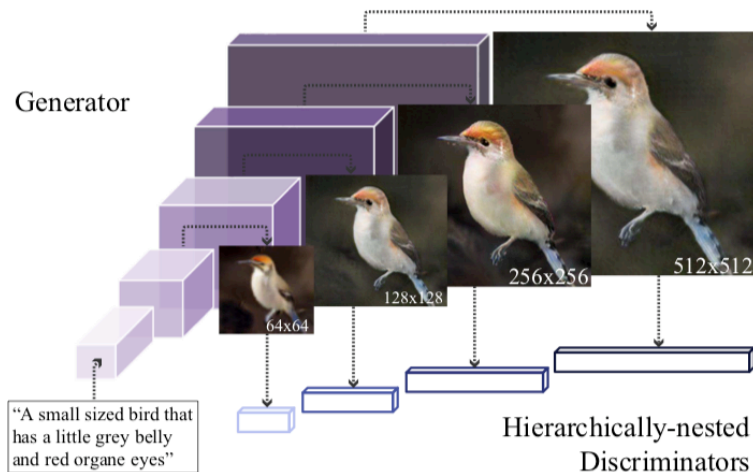 Generator
512x512
256x256
128x128
64x64
“A small sized bird that
has a little grey belly
and red organe eyes”
Hierarchically-nested
Discriminators